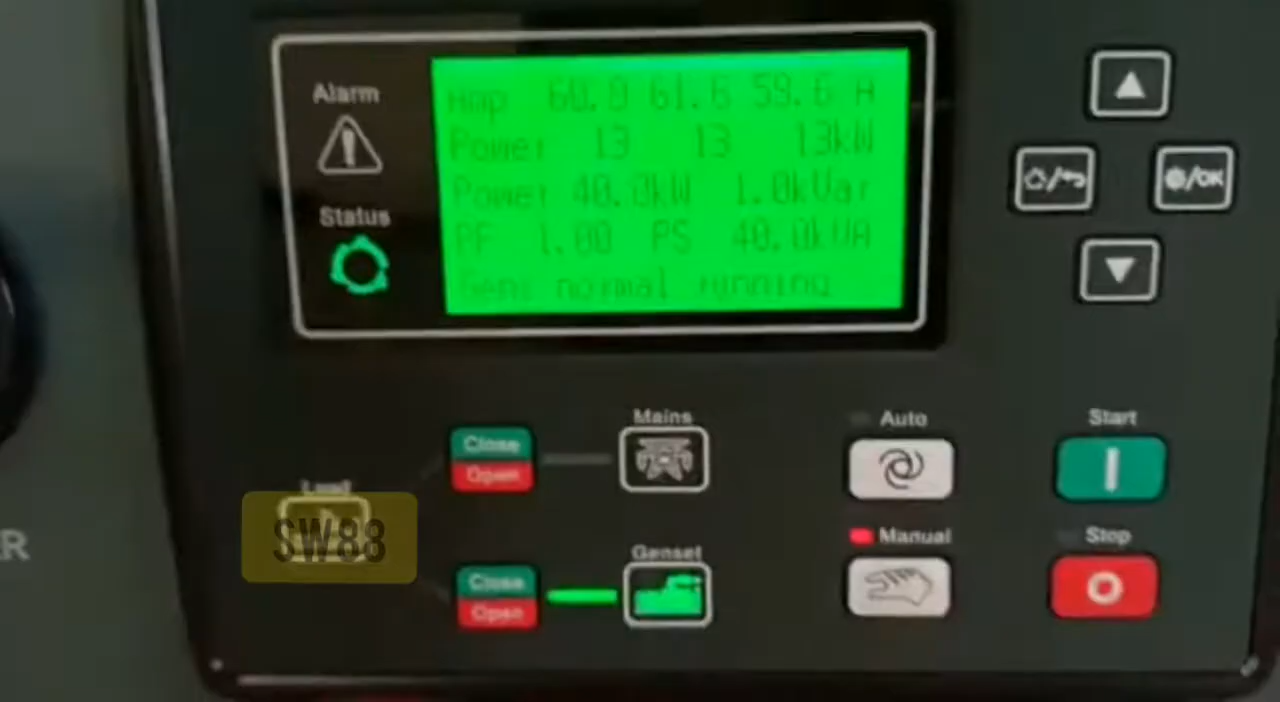 Alarm
Status
60.9 61.6 59.6 A
Power 13 13 13kW
Power 40.0kW 1.0kVar
PF 1.00 PS 40.0kVA
Gens normal running
/OK
Mains
Close
Open
Auto
Start
Load
SW88
Manual
Stop
Genset
Close
Open
R